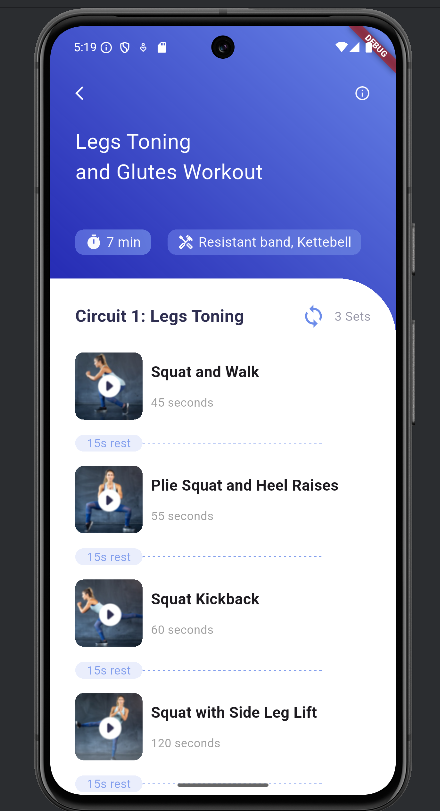 5:19
DEBUG
Legs Toning
and Glutes Workout
7 min
Resistant band, Kettebell
Circuit 1: Legs Toning
3 Sets
Squat and Walk
45 seconds
15s rest
Plie Squat and Heel Raises
55 seconds
15s rest
Squat Kickback
60 seconds
15s rest
Squat with Side Leg Lift
120 seconds
15s rest